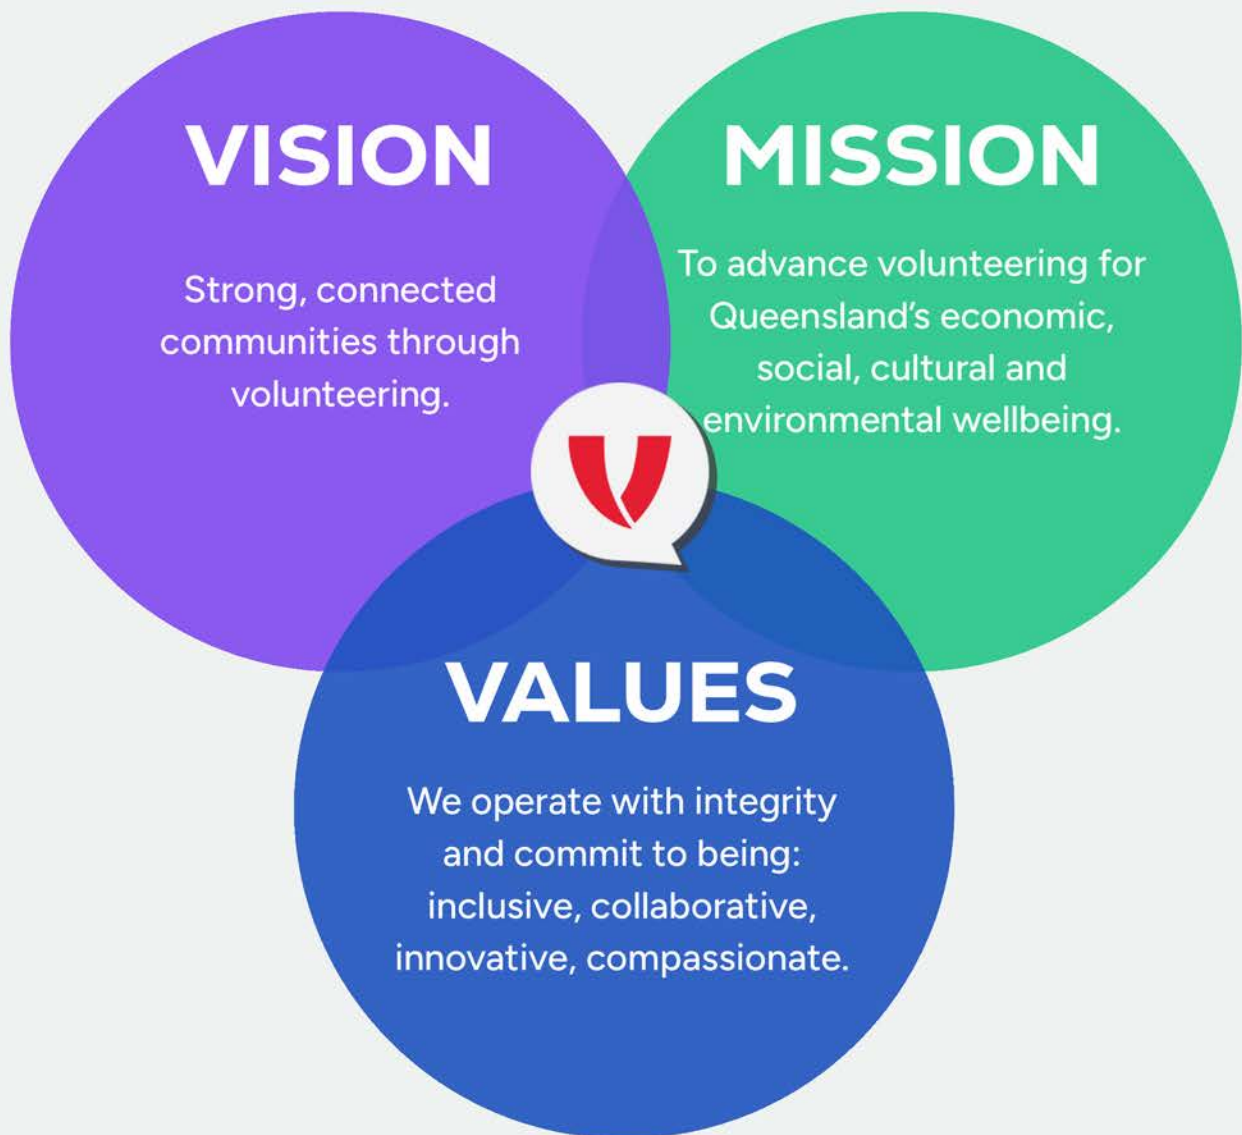 VISION
Strong, connected
communities through
volunteering.
MISSION
To advance volunteering for
Queensland’s economic,
social, cultural and
environmental wellbeing.
VALUES
We operate with integrity
and commit to being:
inclusive, collaborative,
innovative, compassionate.